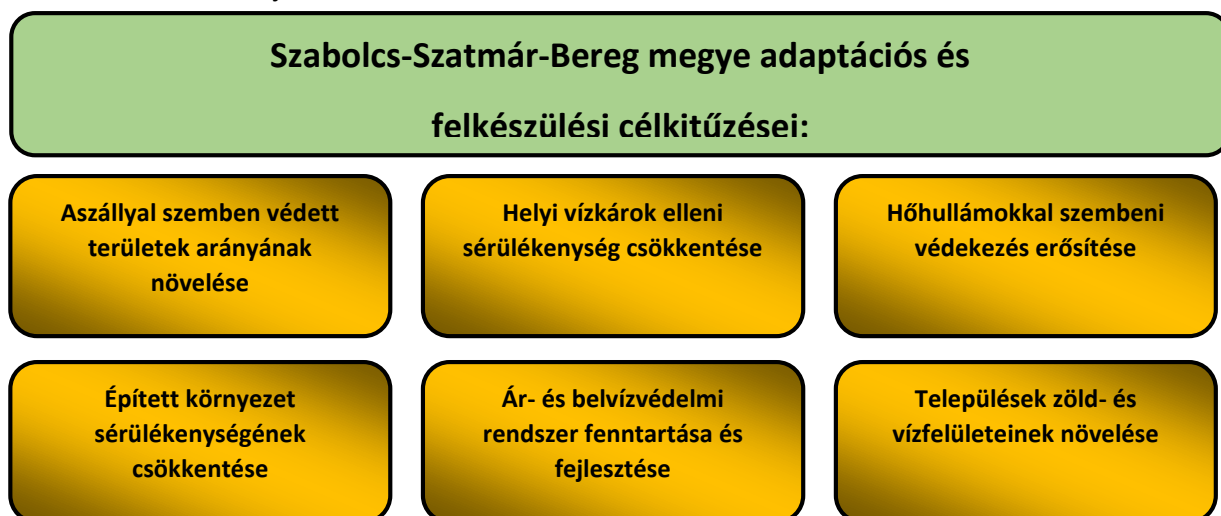 Szabolcs-Szatmár-Bereg megye adaptációs és
felkészülési célkitűzései:
Aszállyal szemben védett
területek arányának
növelése
Helyi vízkárok elleni
sérülékenység csökkentése
Hőhullámokkal szembeni
védekezés erősítése
Épített környezet
sérülékenységének
csökkentése
Ár- és belvízvédelmi
rendszer fenntartása és
fejlesztése
Települések zöld- és
vízfelületeinek növelése